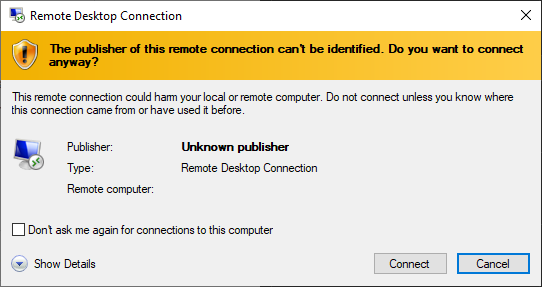 Remote Desktop Connection
The publisher of this remote connection can't be identified. Do you want to connect
anyway?
This remote connection could harm your local or remote computer. Do not connect unless you know where
this connection came from or have used it before.
Publisher: Unknown publisher
Type: Remote Desktop Connection
Remote computer:
Don't ask me again for connections to this computer
Show Details Connect Cancel